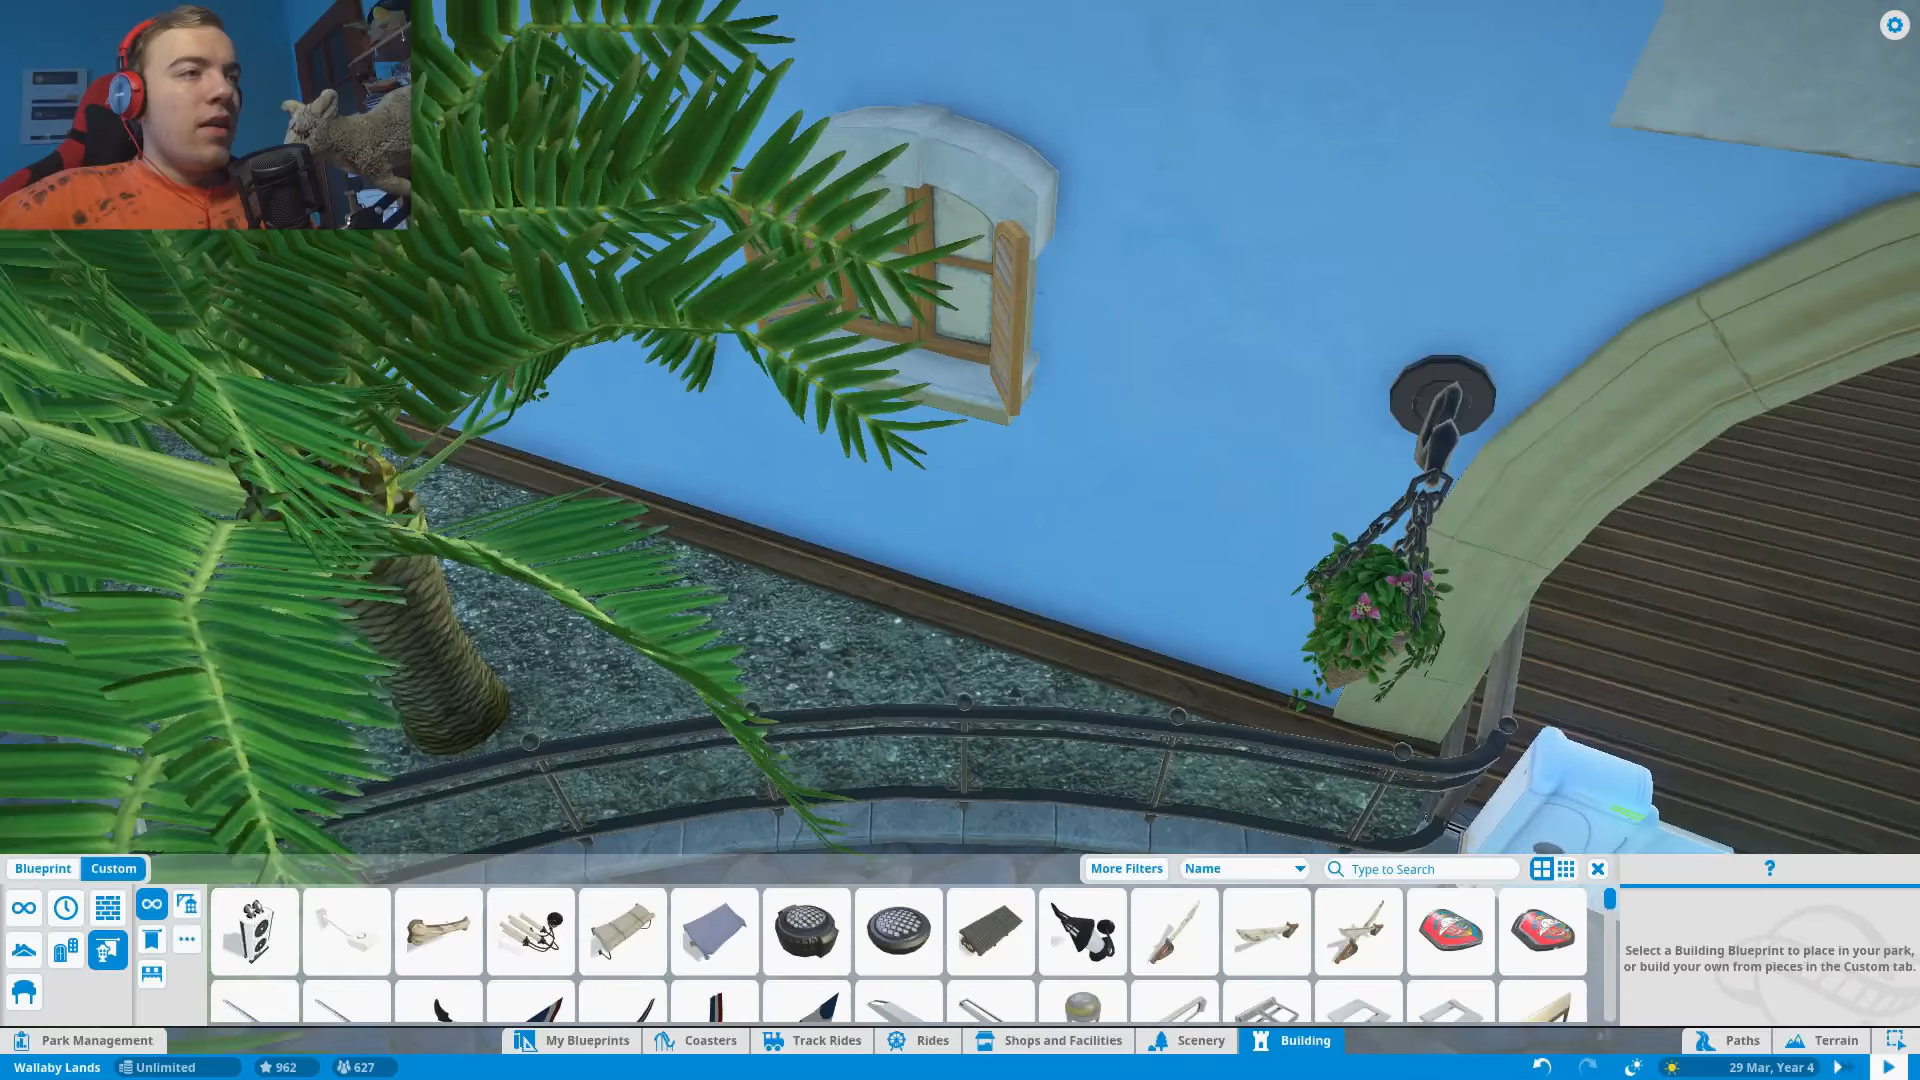 Blueprint
Custom
More Filters
Name
Type to Search
?
Select a Building Blueprint to place in your park,
or build your own from pieces in the Custom tab.
Park Management
My Blueprints
Coasters
Track Rides
Rides
Shops and Facilities
Scenery
Building
Paths
Terrain
Wallaby Lands
Unlimited
962
627
29 Mar, Year 4